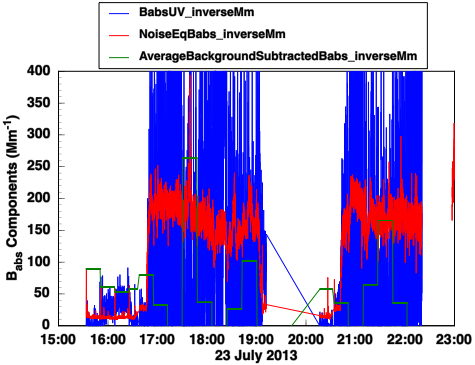 BabsUV_inverseMm
NoiseEqBabs_inverseMm
AverageBackgroundSubtractedBabs_inverseMm
400
350
300
250
200
150
100
50
0
B_abs Components (Mm⁻¹)
15:00 16:00 17:00 18:00 19:00 20:00 21:00 22:00 23:00
23 July 2013